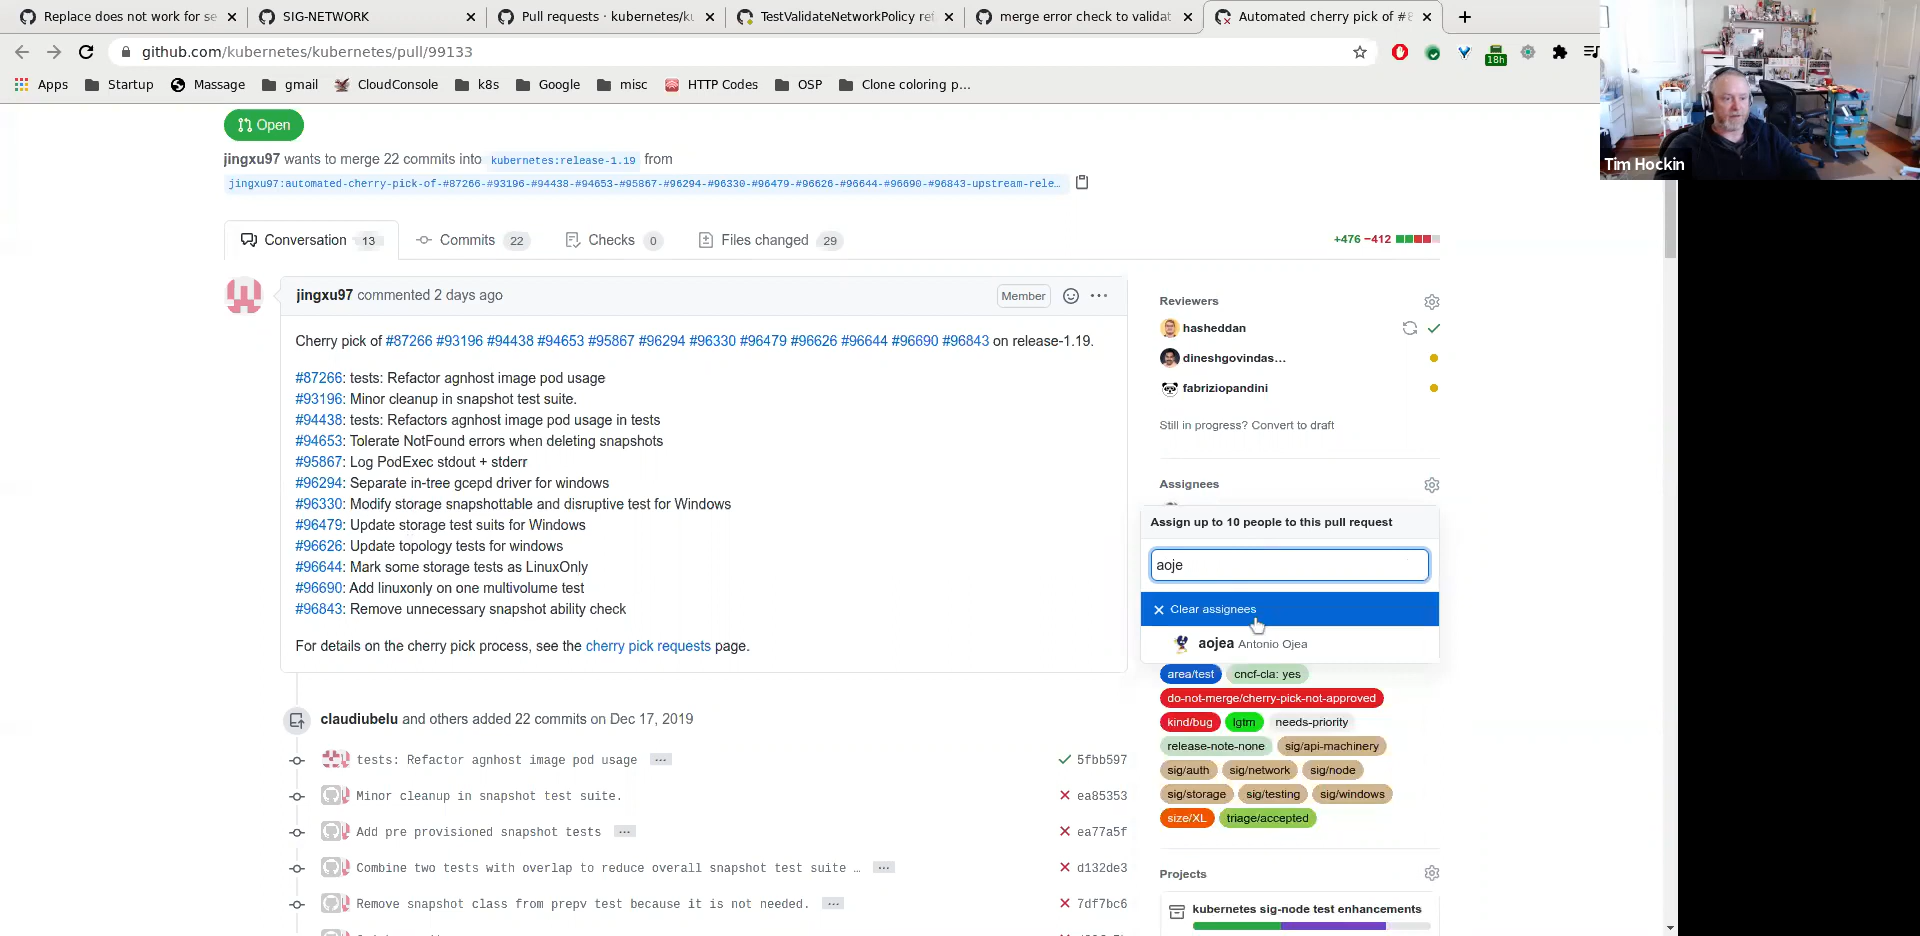 Replace does not work for se
SIG-NETWORK
Pull requests · kubernetes/ku
TestValidateNetworkPolicy ref
merge error check to validat
Automated cherry pick of #8
github.com/kubernetes/kubernetes/pull/99133
18h
Apps
Startup
Massage
gmail
CloudConsole
k8s
Google
misc
HTTP Codes
OSP
Clone coloring p...
Tim Hockin
Open
jingxu97 wants to merge 22 commits into kubernetes:release-1.19 from
jingxu97:automated-cherry-pick-of-#87266-#93196-#94438-#94653-#95867-#96294-#96330-#96479-#96626-#96644-#96690-#96843-upstream-rele…
Conversation 13
Commits 22
Checks 0
Files changed 29
+476 −412
jingxu97 commented 2 days ago
Member
Cherry pick of #87266 #93196 #94438 #94653 #95867 #96294 #96330 #96479 #96626 #96644 #96690 #96843 on release-1.19.
#87266: tests: Refactor agnhost image pod usage
#93196: Minor cleanup in snapshot test suite.
#94438: tests: Refactors agnhost image pod usage in tests
#94653: Tolerate NotFound errors when deleting snapshots
#95867: Log PodExec stdout + stderr
#96294: Separate in-tree gcepd driver for windows
#96330: Modify storage snapshottable and disruptive test for Windows
#96479: Update storage test suits for Windows
#96626: Update topology tests for windows
#96644: Mark some storage tests as LinuxOnly
#96690: Add linuxonly on one multivolume test
#96843: Remove unnecessary snapshot ability check
For details on the cherry pick process, see the cherry pick requests page.
claudiubelu and others added 22 commits on Dec 17, 2019
tests: Refactor agnhost image pod usage ... 5fbb597
Minor cleanup in snapshot test suite. ea85353
Add pre provisioned snapshot tests ... ea77a5f
Combine two tests with overlap to reduce overall snapshot test suite … ... d132de3
Remove snapshot class from prepv test because it is not needed. ... 7df7bc6
Reviewers
hasheddan
dineshgovindas...
fabriziopandini
Still in progress? Convert to draft
Assignees
Assign up to 10 people to this pull request
aoje
Clear assignees
aojea Antonio Ojea
area/test
cncf-cla: yes
do-not-merge/cherry-pick-not-approved
kind/bug
lgtm
needs-priority
release-note-none
sig/api-machinery
sig/auth
sig/network
sig/node
sig/storage
sig/testing
sig/windows
size/XL
triage/accepted
Projects
kubernetes sig-node test enhancements